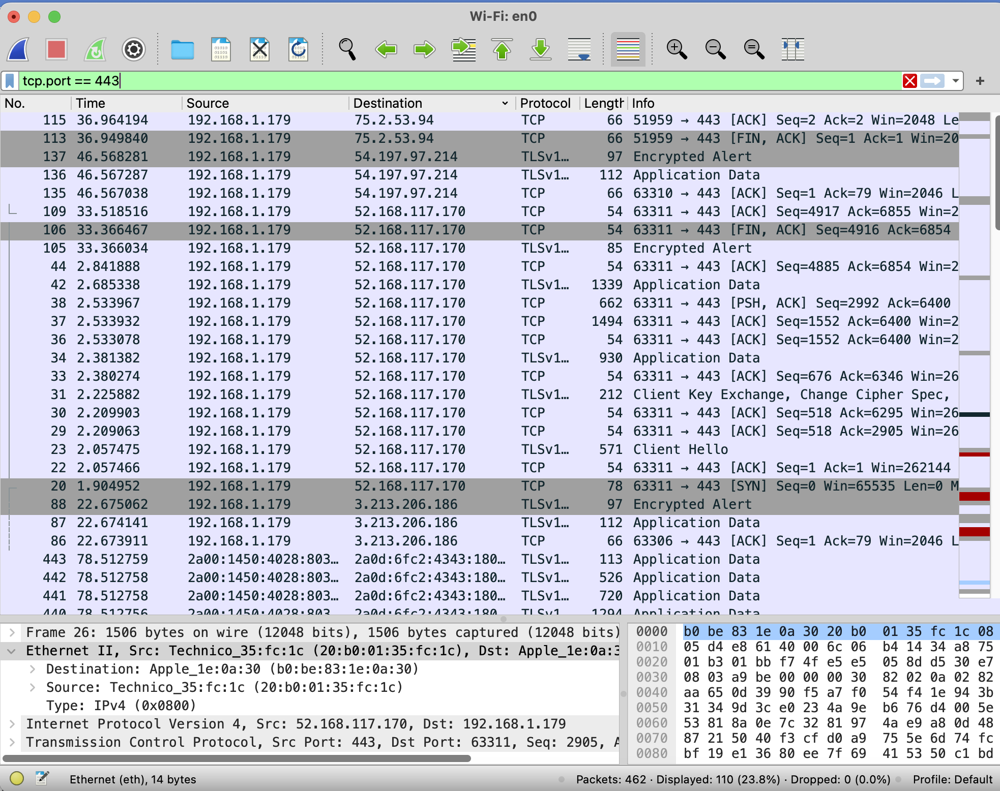 Wi-Fi: en0
tcp.port == 443
No. Time Source Destination Protocol Length Info
115 36.964194 192.168.1.179 75.2.53.94 TCP 66 51959 → 443 [ACK] Seq=2 Ack=2 Win=2048 Le
113 36.949840 192.168.1.179 75.2.53.94 TCP 66 51959 → 443 [FIN, ACK] Seq=1 Ack=1 Win=20
137 46.568281 192.168.1.179 54.197.97.214 TLSv1… 97 Encrypted Alert
136 46.567287 192.168.1.179 54.197.97.214 TLSv1… 112 Application Data
135 46.567038 192.168.1.179 54.197.97.214 TCP 66 63310 → 443 [ACK] Seq=1 Ack=79 Win=2046 L
109 33.518516 192.168.1.179 52.168.117.170 TCP 54 63311 → 443 [ACK] Seq=4917 Ack=6855 Win=2
106 33.366467 192.168.1.179 52.168.117.170 TCP 54 63311 → 443 [FIN, ACK] Seq=4916 Ack=6854
105 33.366034 192.168.1.179 52.168.117.170 TLSv1… 85 Encrypted Alert
44 2.841888 192.168.1.179 52.168.117.170 TCP 54 63311 → 443 [ACK] Seq=4885 Ack=6854 Win=2
42 2.685338 192.168.1.179 52.168.117.170 TLSv1… 1339 Application Data
38 2.533967 192.168.1.179 52.168.117.170 TCP 662 63311 → 443 [PSH, ACK] Seq=2992 Ack=6400
37 2.533932 192.168.1.179 52.168.117.170 TCP 1494 63311 → 443 [ACK] Seq=1552 Ack=6400 Win=2
36 2.533078 192.168.1.179 52.168.117.170 TCP 54 63311 → 443 [ACK] Seq=1552 Ack=6400 Win=2
34 2.381382 192.168.1.179 52.168.117.170 TLSv1… 930 Application Data
33 2.380274 192.168.1.179 52.168.117.170 TCP 54 63311 → 443 [ACK] Seq=676 Ack=6346 Win=26
31 2.225882 192.168.1.179 52.168.117.170 TLSv1… 212 Client Key Exchange, Change Cipher Spec,
30 2.209903 192.168.1.179 52.168.117.170 TCP 54 63311 → 443 [ACK] Seq=518 Ack=6295 Win=26
29 2.209063 192.168.1.179 52.168.117.170 TCP 54 63311 → 443 [ACK] Seq=518 Ack=2905 Win=26
23 2.057475 192.168.1.179 52.168.117.170 TLSv1… 571 Client Hello
22 2.057466 192.168.1.179 52.168.117.170 TCP 54 63311 → 443 [ACK] Seq=1 Ack=1 Win=262144
20 1.904952 192.168.1.179 52.168.117.170 TCP 78 63311 → 443 [SYN] Seq=0 Win=65535 Len=0 M
88 22.675062 192.168.1.179 3.213.206.186 TLSv1… 97 Encrypted Alert
87 22.674141 192.168.1.179 3.213.206.186 TLSv1… 112 Application Data
86 22.673911 192.168.1.179 3.213.206.186 TCP 66 63306 → 443 [ACK] Seq=1 Ack=79 Win=2046 L
443 78.512759 2a00:1450:4028:803… 2a0d:6fc2:4343:180… TLSv1… 113 Application Data
442 78.512758 2a00:1450:4028:803… 2a0d:6fc2:4343:180… TLSv1… 526 Application Data
441 78.512758 2a00:1450:4028:803… 2a0d:6fc2:4343:180… TLSv1… 720 Application Data
440 78.512756 2a00:1450:4028:803… 2a0d:6fc2:4343:180… TLSv1… 1294 Application Data
Frame 26: 1506 bytes on wire (12048 bits), 1506 bytes captured (12048 bits)
Ethernet II, Src: Technico_35:fc:1c (20:b0:01:35:fc:1c), Dst: Apple_1e:0a:3
Destination: Apple_1e:0a:30 (b0:be:83:1e:0a:30)
Source: Technico_35:fc:1c (20:b0:01:35:fc:1c)
Type: IPv4 (0x0800)
Internet Protocol Version 4, Src: 52.168.117.170, Dst: 192.168.1.179
Transmission Control Protocol, Src Port: 443, Dst Port: 63311, Seq: 2905, A
0000 b0 be 83 1e 0a 30 20 b0 01 35 fc 1c 08
0010 05 d4 e8 61 40 00 6c 06 b4 14 34 a8 75
0020 01 b3 01 bb f7 4f e5 e5 05 8d d5 30 e7
0030 08 03 a9 be 00 00 00 30 82 02 0a 02 82
0040 aa 65 0d 39 90 f5 a7 f0 54 f4 1e 94 3b
0050 31 34 9d 3c e0 23 4a 9e b6 76 d4 00 5e
0060 53 81 8a 0e 7c 32 81 97 4a e9 a8 0d 48
0070 87 21 50 40 f3 cf d0 a9 75 5e 6d 74 fc
0080 bf 19 e1 36 80 ee 7f 69 41 53 50 c1 bd
Ethernet (eth), 14 bytes
Packets: 462 · Displayed: 110 (23.8%) · Dropped: 0 (0.0%)
Profile: Default